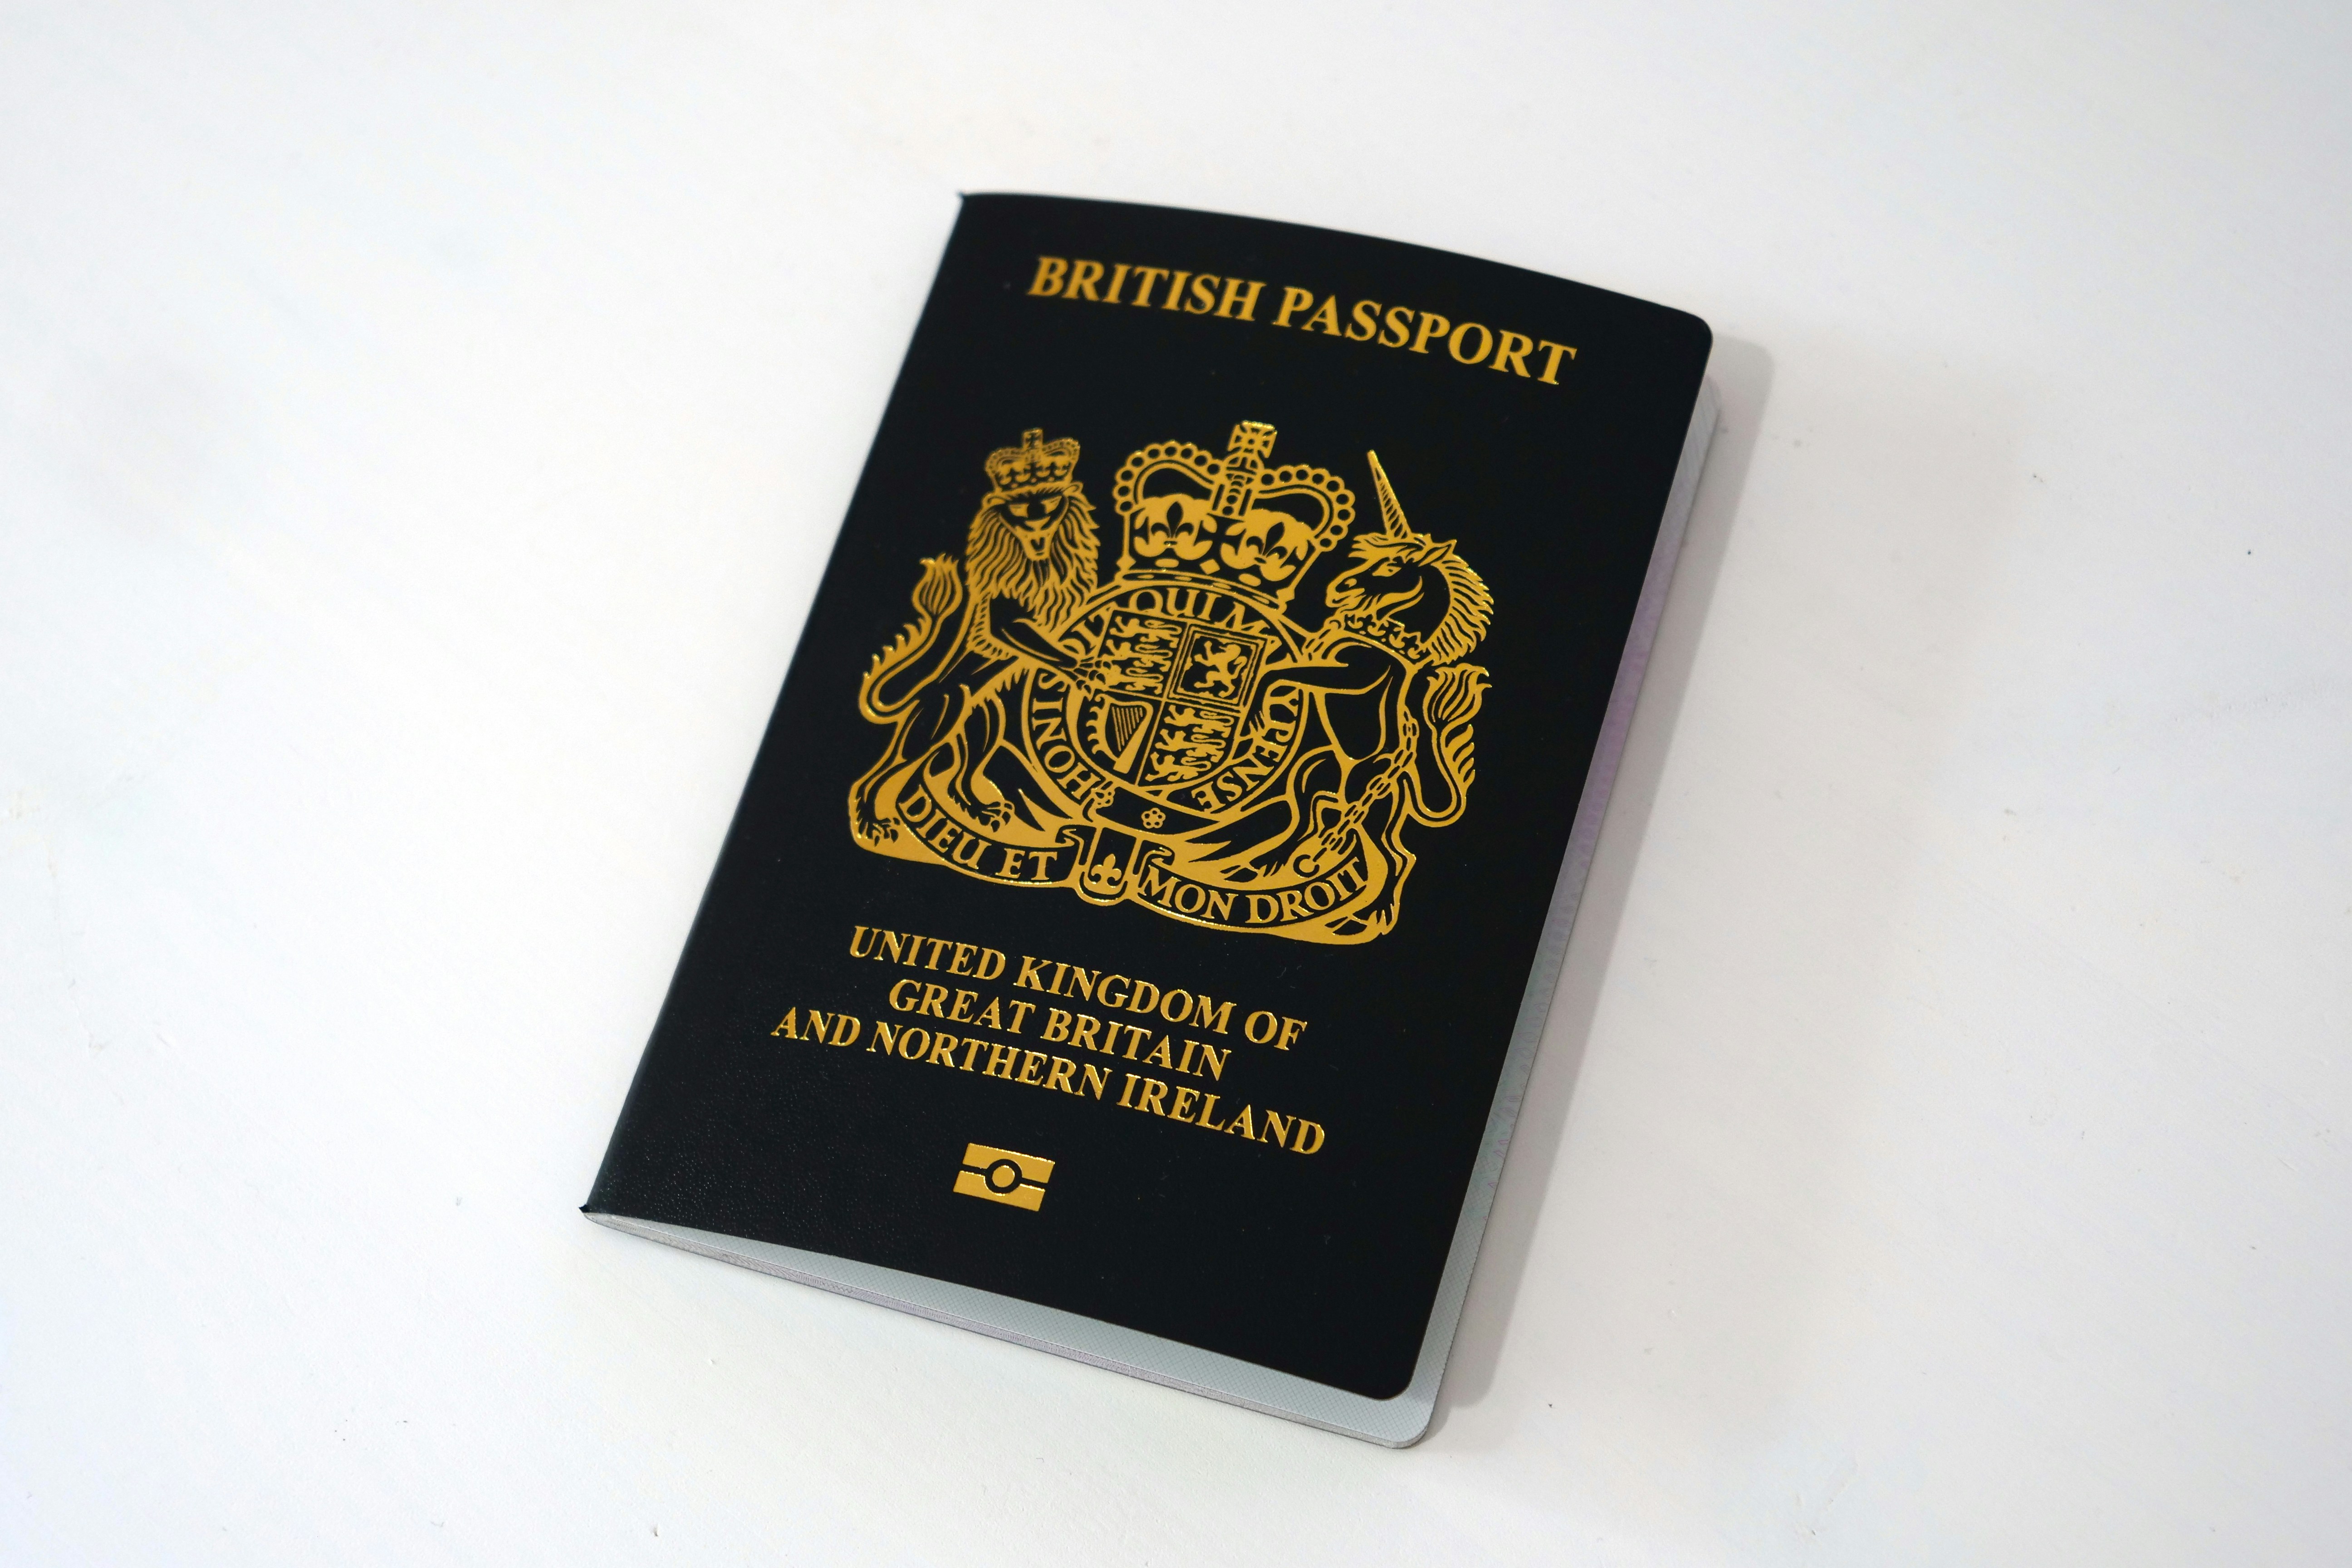 BRITISH PASSPORT
QUI M
HONI S
Y PENSE
DIEU ET MON DROIT
UNITED KINGDOM OF
GREAT BRITAIN
AND NORTHERN IRELAND